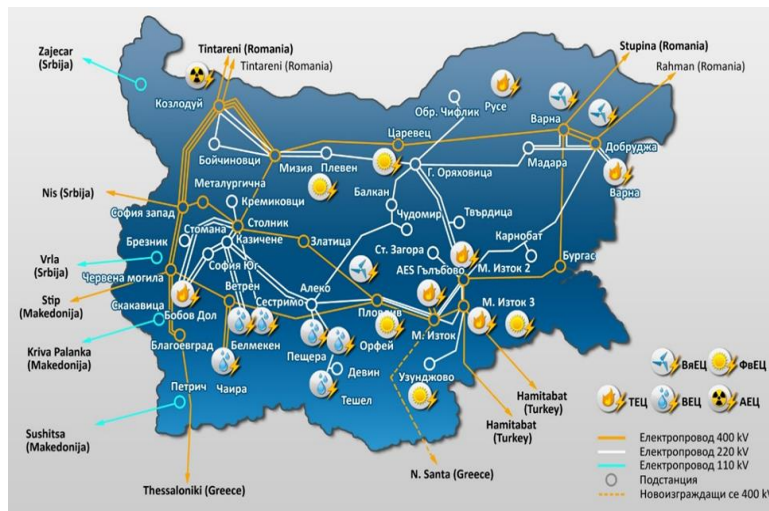 Zajecar
(Srbija)
Tintareni (Romania)
Tintareni (Romania)
Stupina (Romania)
Rahman (Romania)
Козлодуй
Обр. Чифлик
Русе
Варна
Царевец
Добруджа
Бойчиновци
Мизия
Плевен
Г. Оряховица
Мадара
Варна
Металургична
Nis (Srbija)
Кремиковци
Балкан
София запад
Столник
Чудомир
Твърдица
Стомана
Казичене
Златица
Брезник
Карнобат
Ст. Загора
Бургас
Vrla
(Srbija)
София Юг
AES Гълъбово
М. Изток 2
Червена могила
Ветрен
Алеко
Stip
(Makedonija)
Скакавица
Сестримо
Пловдив
М. Изток 3
Бобов Дол
Белмекен
Kriva Palanka
(Makedonija)
Благоевград
Пещера
Орфей
М. Изток
ВяЕЦ
ФвЕЦ
Чаира
Девин
Узунджово
Петрич
Тешел
Hamitabat
(Turkey)
ТЕЦ
ВЕЦ
АЕЦ
Hamitabat
(Turkey)
Sushitsa
(Makedonija)
Електропровод 400 kV
Електропровод 220 kV
Електропровод 110 kV
N. Santa (Greece)
Подстанция
Thessaloniki (Greece)
Новоизграждащи се 400 kV